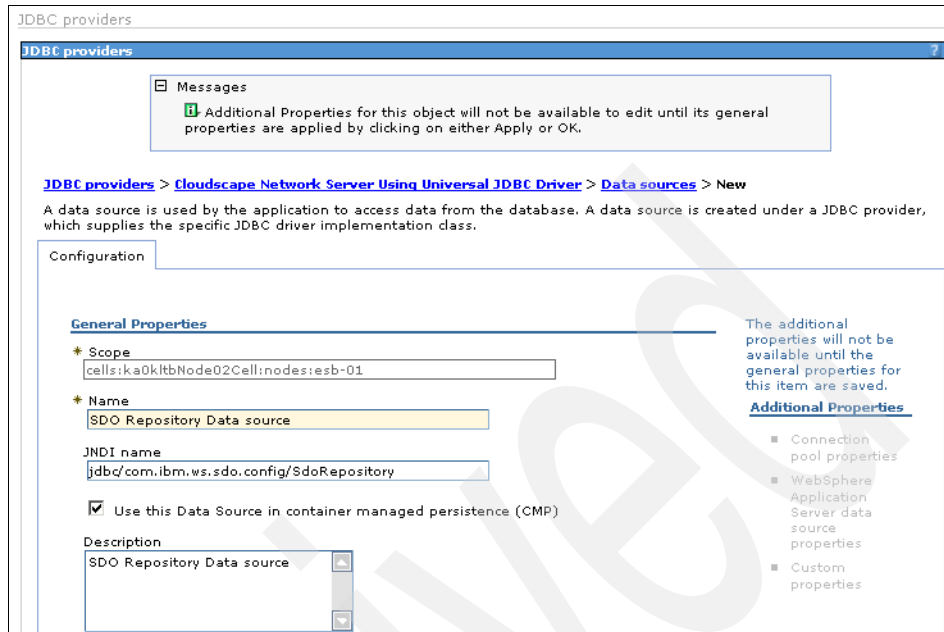 JDBC providers
JDBC providers ?
Messages
Additional Properties for this object will not be available to edit until its general
properties are applied by clicking on either Apply or OK.
JDBC providers > Cloudscape Network Server Using Universal JDBC Driver > Data sources > New
A data source is used by the application to access data from the database. A data source is created under a JDBC provider,
which supplies the specific JDBC driver implementation class.
Configuration
General Properties
* Scope
cells:ka0kltbNode02Cell:nodes:esb-01
* Name
SDO Repository Data source
JNDI name
jdbc/com.ibm.ws.sdo.config/SdoRepository
Use this Data Source in container managed persistence (CMP)
Description
SDO Repository Data source
The additional
properties will not be
available until the
general properties for
this item are saved.
Additional Properties
Connection
pool properties
WebSphere
Application
Server data
source
properties
Custom
properties